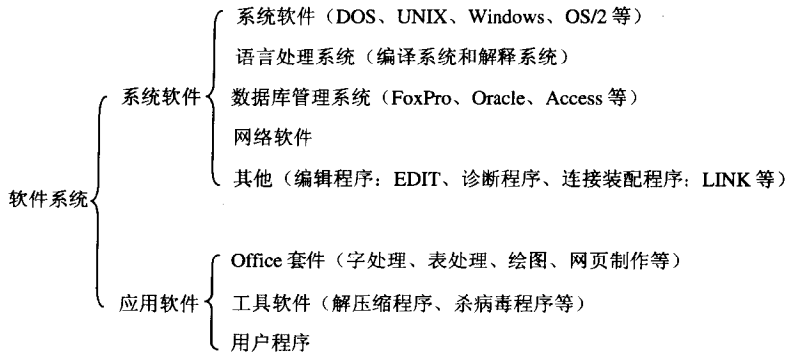 系统软件（DOS、UNIX、Windows、OS/2 等）
语言处理系统（编译系统和解释系统）
系统软件
数据库管理系统（FoxPro、Oracle、Access 等）
网络软件
其他（编辑程序：EDIT、诊断程序、连接装配程序：LINK 等）
软件系统
Office 套件（字处理、表处理、绘图、网页制作等）
应用软件
工具软件（解压缩程序、杀病毒程序等）
用户程序